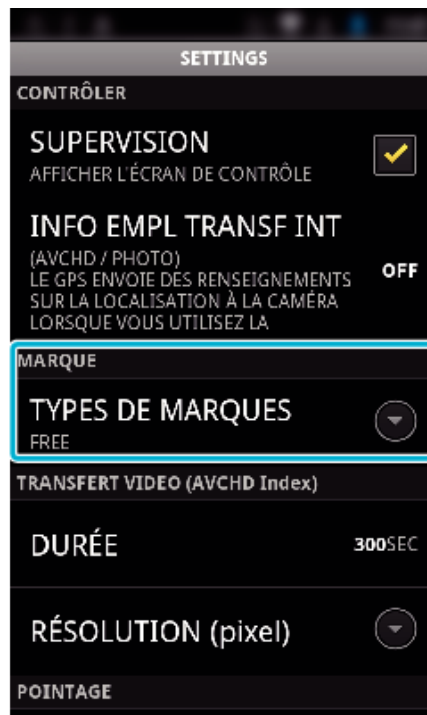 SETTINGS
CONTRÔLER
SUPERVISION
AFFICHER L'ÉCRAN DE CONTRÔLE
INFO EMPL TRANSF INT
(AVCHD / PHOTO)
LE GPS ENVOIE DES RENSEIGNEMENTS
SUR LA LOCALISATION À LA CAMÉRA
LORSQUE VOUS UTILISEZ LA
OFF
MARQUE
TYPES DE MARQUES
FREE
TRANSFERT VIDEO (AVCHD Index)
DURÉE
300SEC
RÉSOLUTION (pixel)
POINTAGE